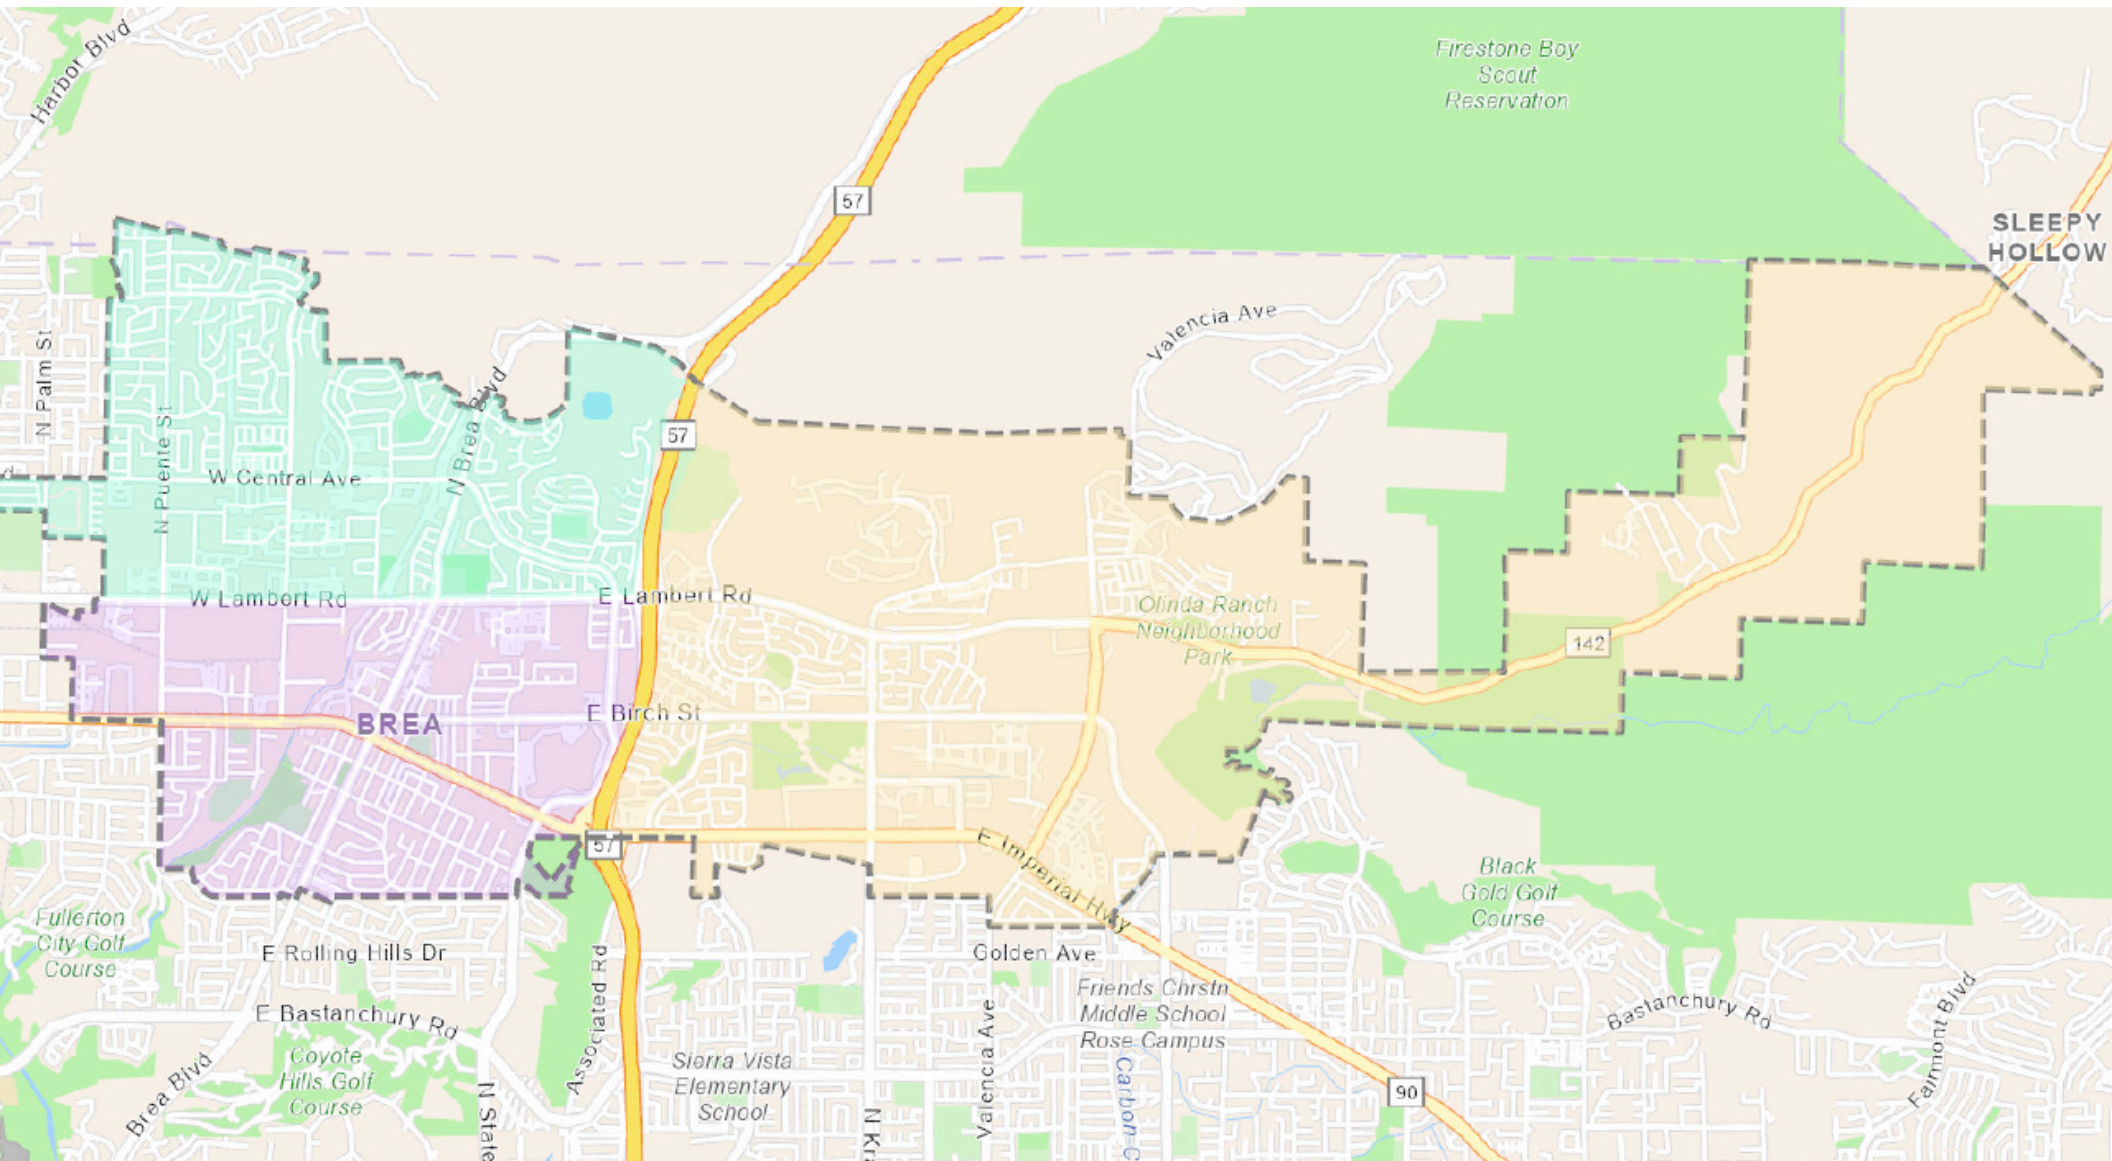 Harbor Blvd
Firestone Boy
Scout
Reservation
57
SLEEPY
HOLLOW
Valencia Ave
N Palm St
N Brea Blvd
57
N Puente St
W Central Ave
d
W Lambert Rd
E Lambert Rd
Olinda Ranch
Neighborhood
Park
142
E Birch St
BREA
57
E Imperial Hwy
Black
Gold Golf
Course
Fullerton
City Golf
Course
E Rolling Hills Dr
Golden Ave
Associated Rd
Friends Chrstn
Middle School
Rose Campus
E Bastanchury Rd
Bastanchury Rd
Fairmont Blvd
Valencia Ave
Coyote
Hills Golf
Course
Sierra Vista
Elementary
School
Brea Blvd
90
N State
N Kra
Carbon C